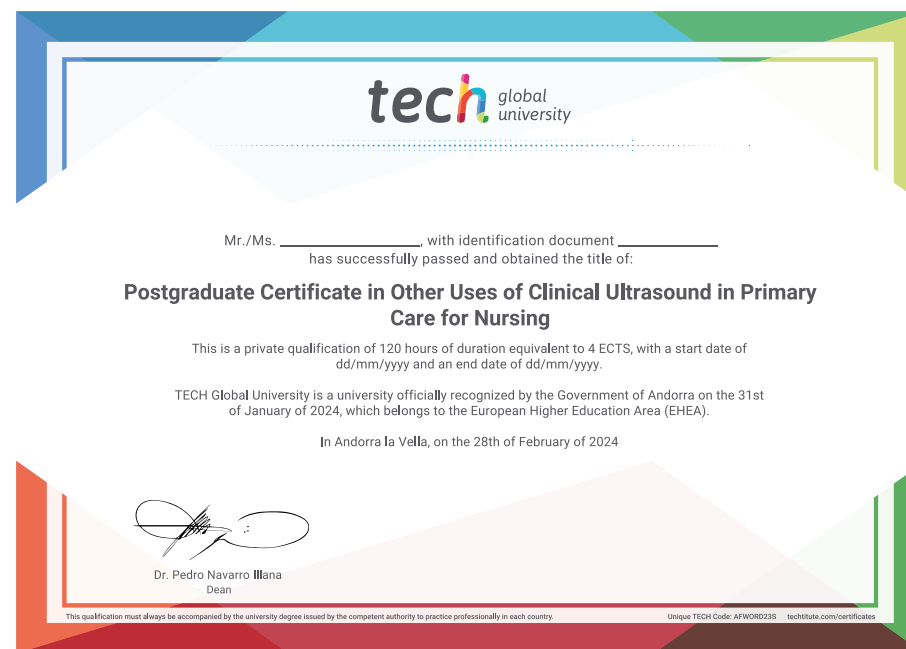 tech global
university
Mr./Ms. ____________________, with identification document ______________
has successfully passed and obtained the title of:
Postgraduate Certificate in Other Uses of Clinical Ultrasound in Primary
Care for Nursing
This is a private qualification of 120 hours of duration equivalent to 4 ECTS, with a start date of
dd/mm/yyyy and an end date of dd/mm/yyyy.
TECH Global University is a university officially recognized by the Government of Andorra on the 31st
of January of 2024, which belongs to the European Higher Education Area (EHEA).
In Andorra la Vella, on the 28th of February of 2024
Dr. Pedro Navarro Illana
Dean
This qualification must always be accompanied by the university degree issued by the competent authority to practice professionally in each country.
Unique TECH Code: AFWORD23S techtitute.com/certificates